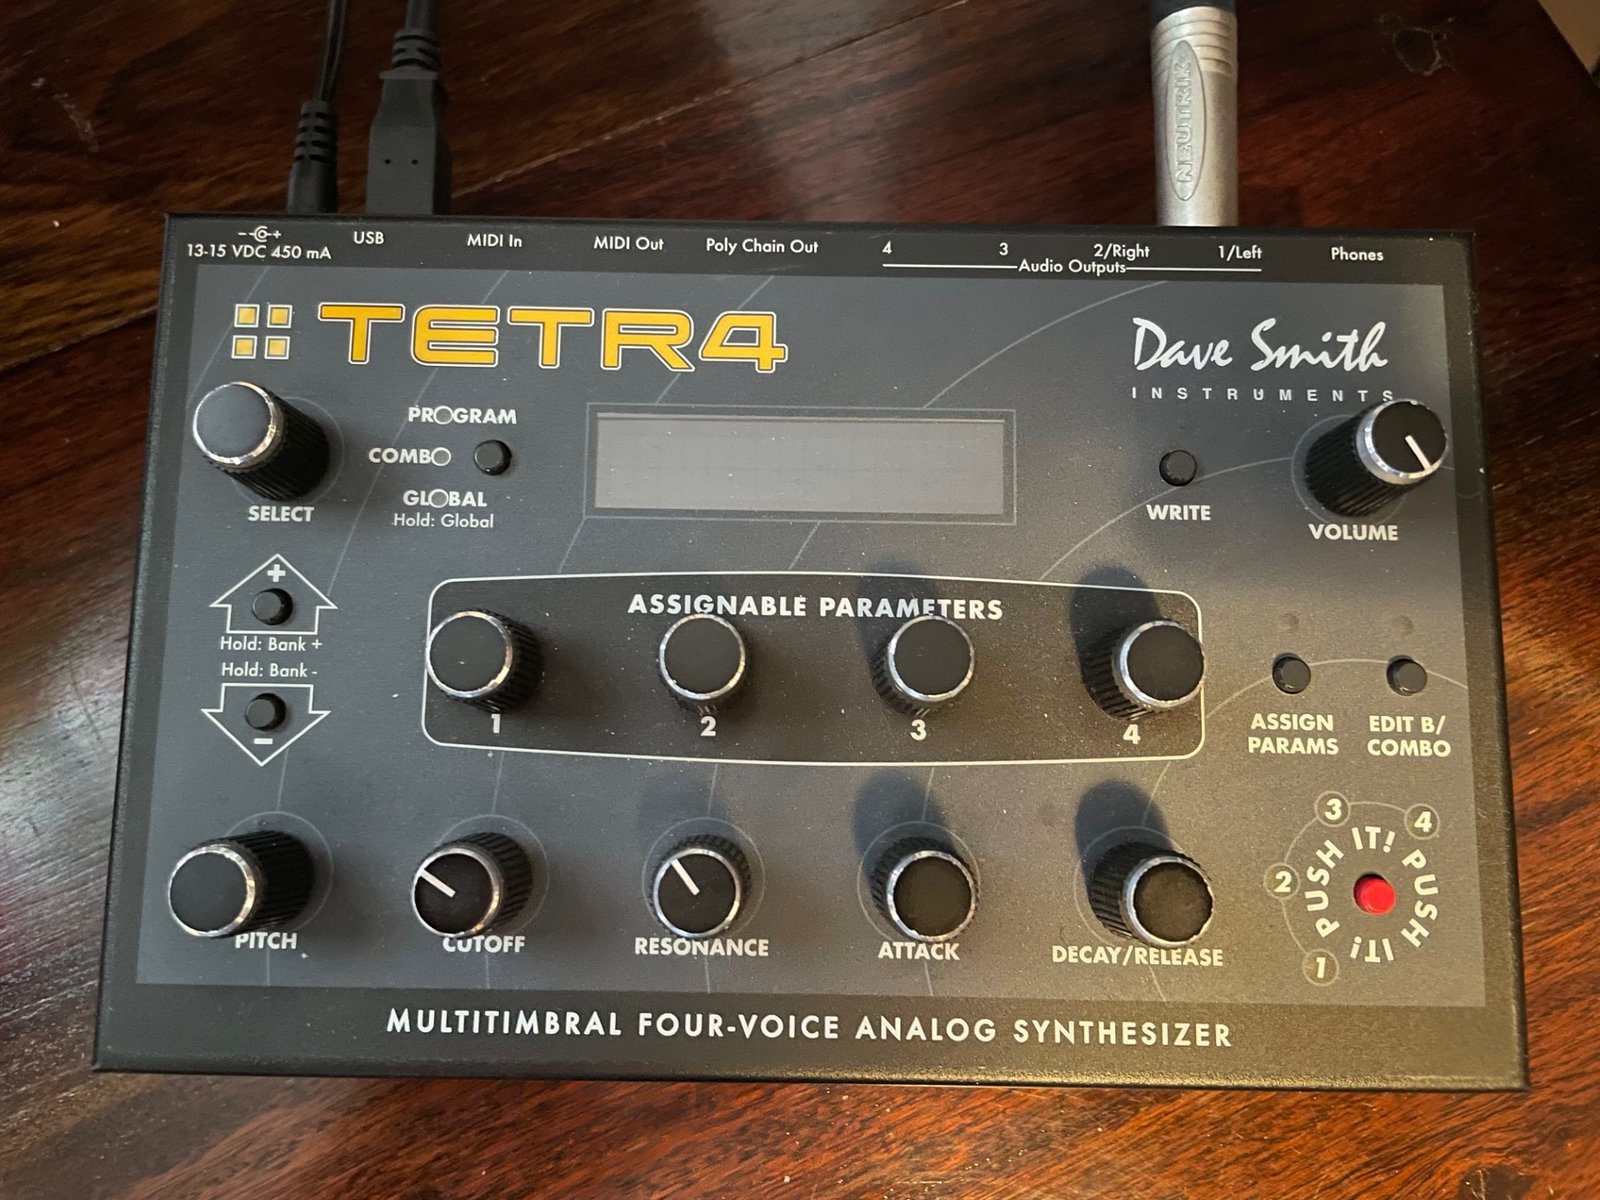 NEUTRIK
13-15 VDC 450 mA
USB
MIDI In
MIDI Out
Poly Chain Out
4
3
2/Right
1/Left
Audio Outputs
Phones
TETR4
Dave Smith
INSTRUMENTS
PROGRAM
COMBO
GLOBAL
Hold: Global
SELECT
WRITE
VOLUME
+
Hold: Bank +
Hold: Bank -
-
ASSIGNABLE PARAMETERS
1
2
3
4
ASSIGN
PARAMS
EDIT B/
COMBO
PITCH
CUTOFF
RESONANCE
ATTACK
DECAY/RELEASE
1
2
3
4
PUSH IT! PUSH IT!
MULTITIMBRAL FOUR-VOICE ANALOG SYNTHESIZER